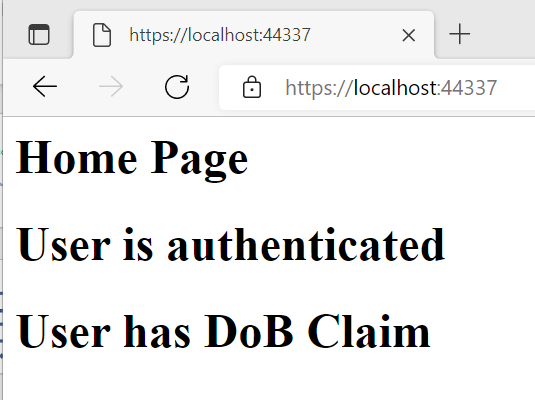 https://localhost:44337
https://localhost:44337
Home Page
User is authenticated
User has DoB Claim